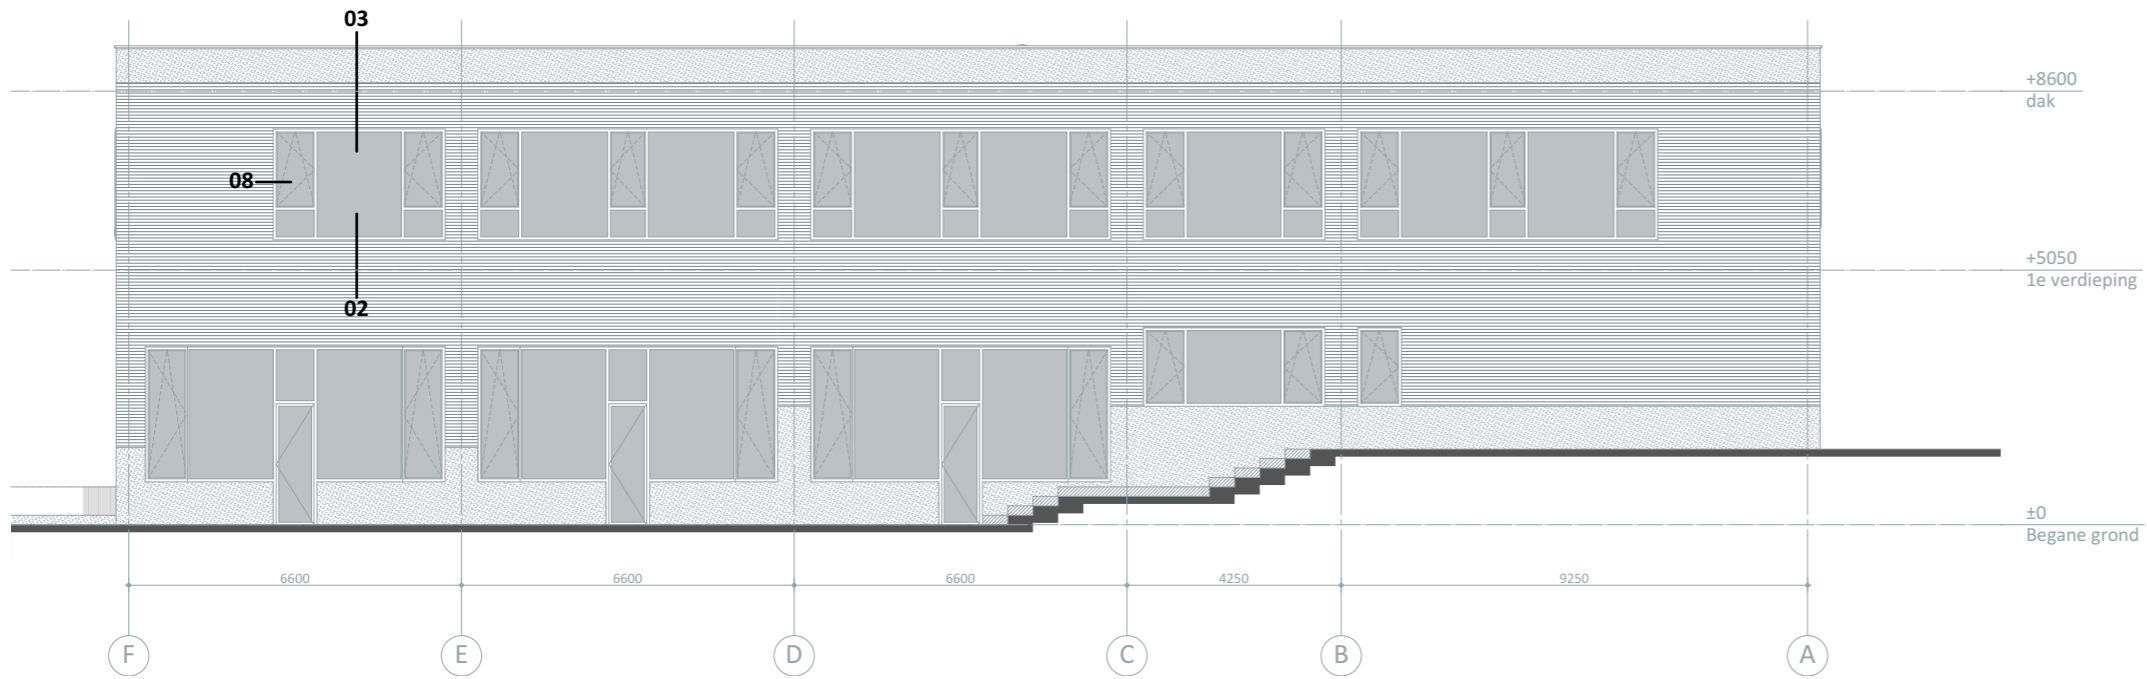 03
+8600
dak
08
+5050
1e verdieping
02
±0
Begane grond
6600
6600
6600
4250
9250
F
E
D
C
B
A